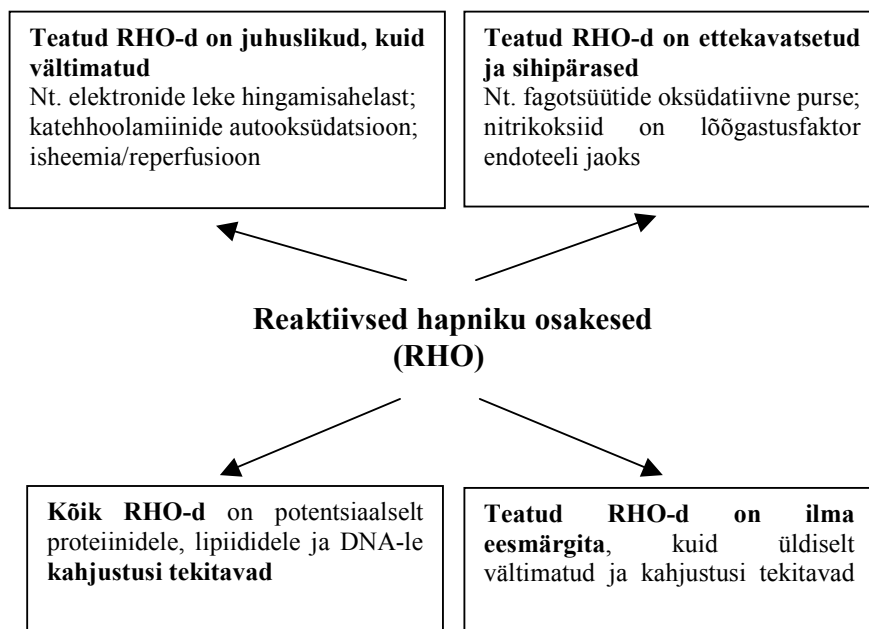 Teatud RHO-d on juhuslikud, kuid
vältimatud
Nt. elektronide leke hingamisahelast;
katehhoolamiinide autooksüdatsioon;
isheemia/reperfusioon
Teatud RHO-d on ettekavatsetud
ja sihipärased
Nt. fagotsüütide oksüdatiivne purse;
nitrikoksiid on lõõgastusfaktor
endoteeli jaoks
Reaktiivsed hapniku osakesed
(RHO)
Kõik RHO-d on potentsiaalselt
proteiinidele, lipiididele ja DNA-le
kahjustusi tekitavad
Teatud RHO-d on ilma
eesmärgita, kuid üldiselt
vältimatud ja kahjustusi tekitavad